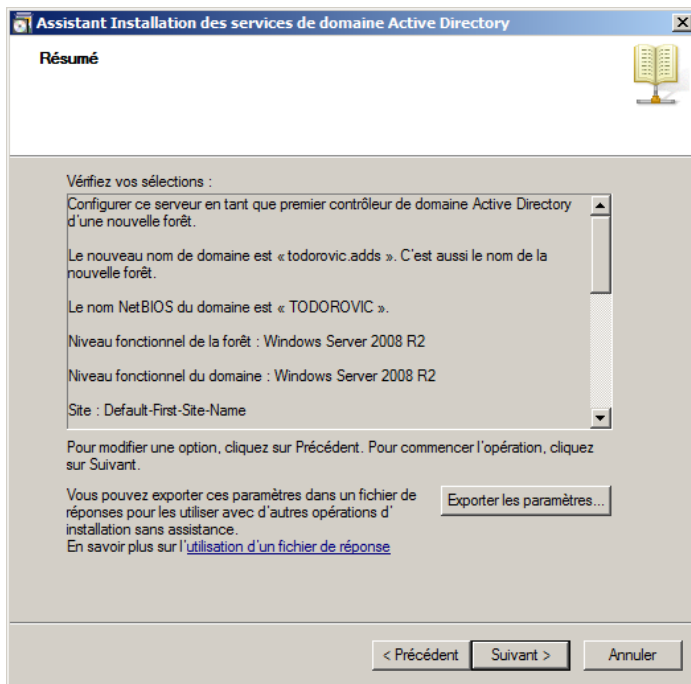 Assistant Installation des services de domaine Active Directory
Résumé
Vérifiez vos sélections :
Configurer ce serveur en tant que premier contrôleur de domaine Active Directory
d'une nouvelle forêt.
Le nouveau nom de domaine est « todorovic.adds ». C'est aussi le nom de la
nouvelle forêt.
Le nom NetBIOS du domaine est « TODOROVIC ».
Niveau fonctionnel de la forêt : Windows Server 2008 R2
Niveau fonctionnel du domaine : Windows Server 2008 R2
Site : Default-First-Site-Name
Pour modifier une option, cliquez sur Précédent. Pour commencer l'opération, cliquez
sur Suivant.
Vous pouvez exporter ces paramètres dans un fichier de
réponses pour les utiliser avec d'autres opérations d'
installation sans assistance.
En savoir plus sur l'utilisation d'un fichier de réponse
Exporter les paramètres...
< Précédent
Suivant >
Annuler